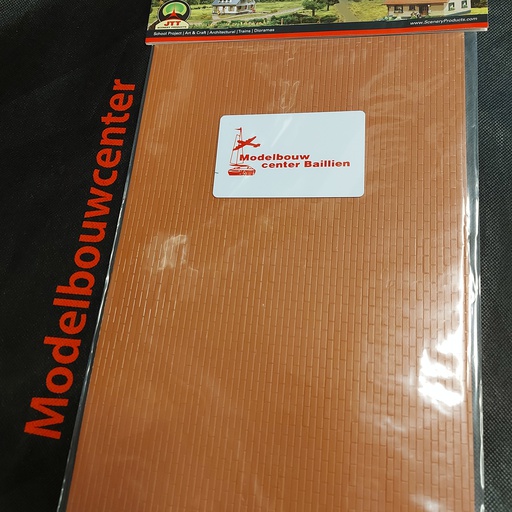 JTT
www.SceneryProducts.com
School Project | Art & Craft | Architectural | Trains | Dioramas
Modelbouw
center Baillien
Modelbouwcenter